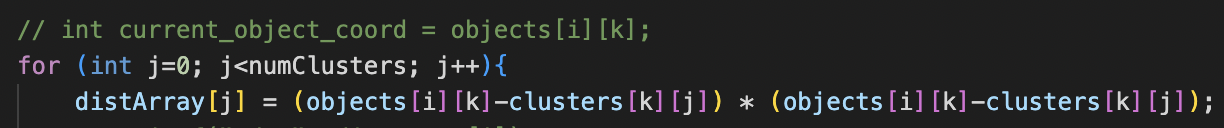 // int current_object_coord = objects[i][k];
for (int j=0; j<numClusters; j++){
distArray[j] = (objects[i][k]-clusters[k][j]) * (objects[i][k]-clusters[k][j]);